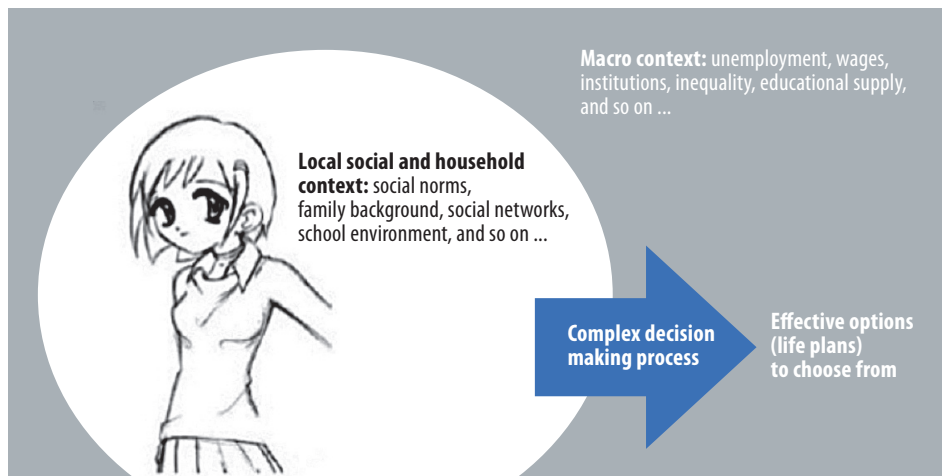 Macro context: unemployment, wages,
institutions, inequality, educational supply,
and so on ...
Local social and household
context: social norms,
family background, social networks,
school environment, and so on ...
Complex decision
making process
Effective options
(life plans)
to choose from